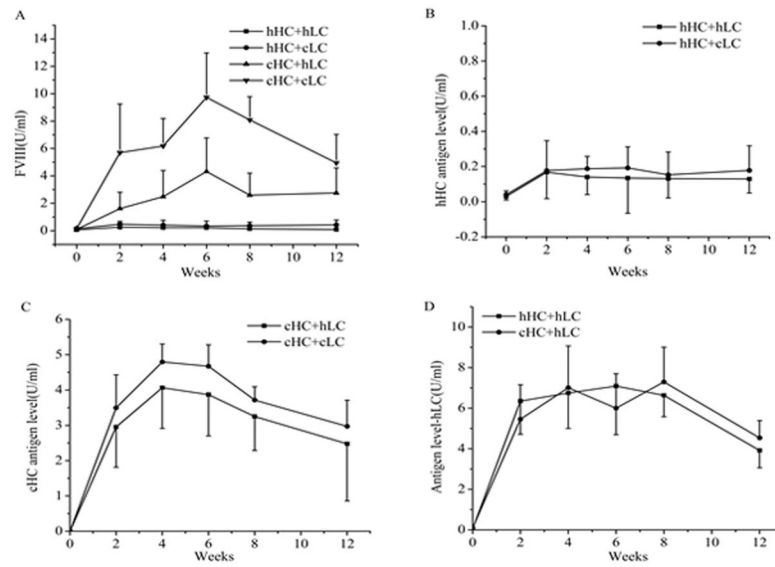 A
hHC+hLC
hHC+cLC
cHC+hLC
cHC+cLC
FVIII(U/ml)
14
12
10
8
6
4
2
0
0 2 4 6 8 10 12
Weeks
B
hHC+hLC
hHC+cLC
hHC antigen level(U/ml)
1.0
0.8
0.6
0.4
0.2
0.0
-0.2
0 2 4 6 8 10 12
Weeks
C
cHC+hLC
cHC+cLC
cHC antigen level(U/ml)
6
5
4
3
2
1
0
0 2 4 6 8 10 12
Weeks
D
hHC+hLC
cHC+hLC
Antigen level-hLC(U/ml)
10
8
6
4
2
0
0 2 4 6 8 10 12
Weeks